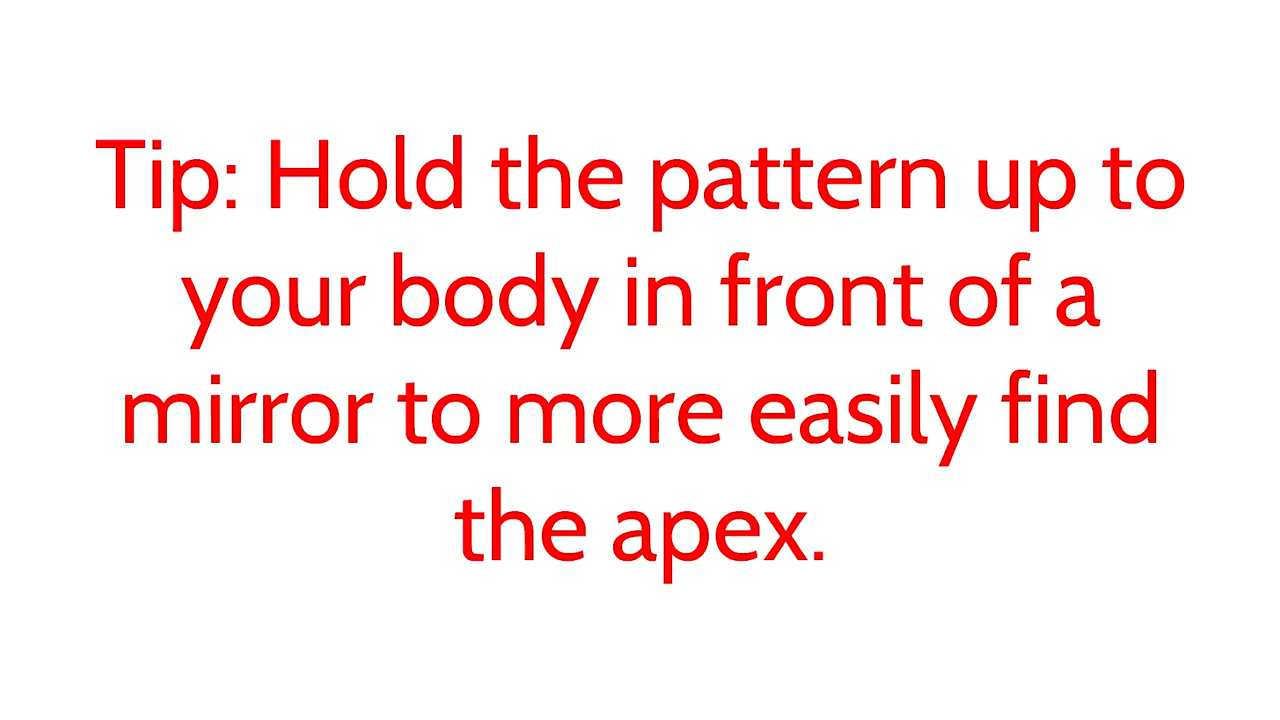 Tip: Hold the pattern up to
your body in front of a
mirror to more easily find
the apex.